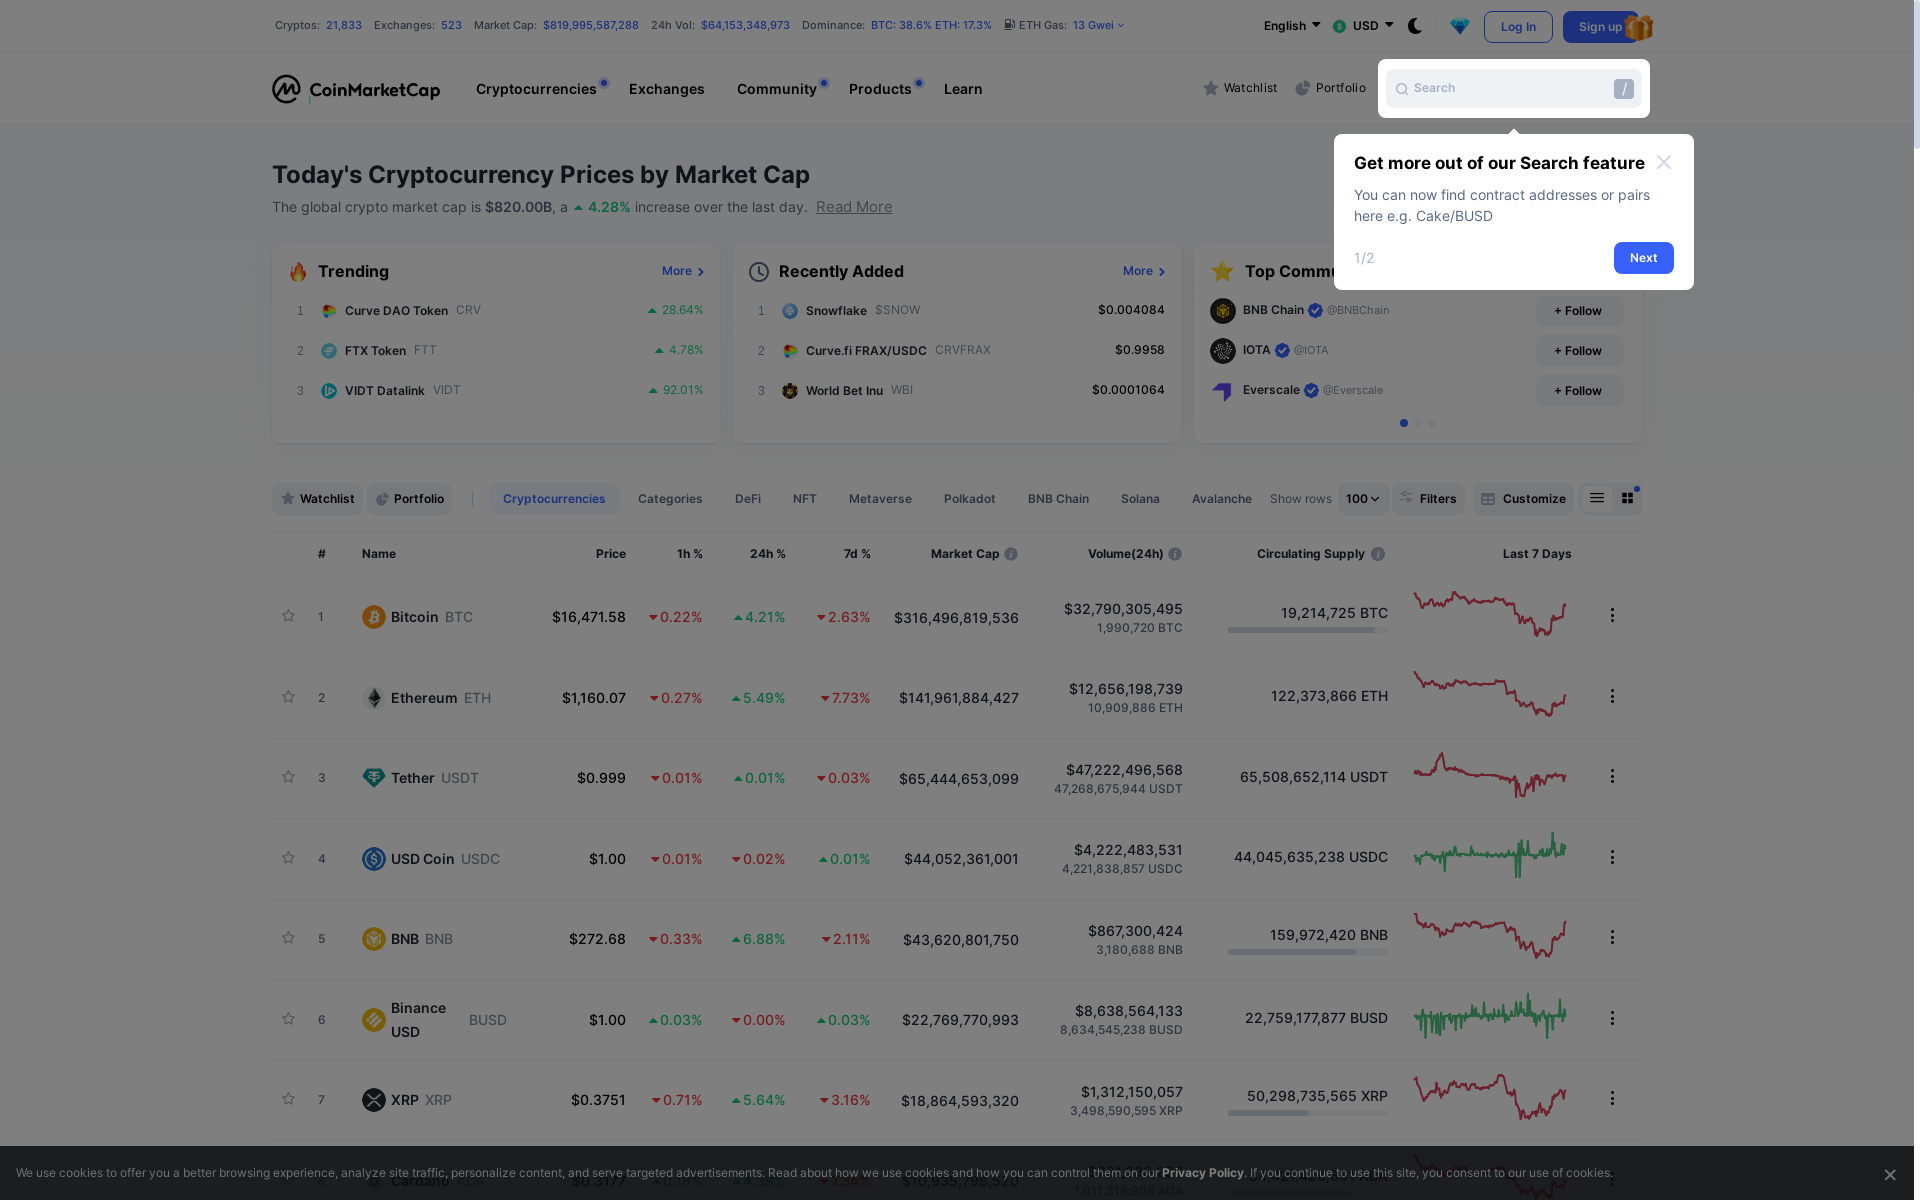 Cryptos: 21,833 Exchanges: 523 Market Cap: $819,995,587,288 24h Vol: $64,153,348,973 Dominance: BTC: 38.6% ETH: 17.3% ETH Gas: 13 Gwei English USD Log In Sign up
CoinMarketCap Cryptocurrencies Exchanges Community Products Learn Watchlist Portfolio Search /
Get more out of our Search feature
You can now find contract addresses or pairs
here e.g. Cake/BUSD
1/2 Next
Today's Cryptocurrency Prices by Market Cap
The global crypto market cap is $820.00B, a 4.28% increase over the last day. Read More
Trending More
1 Curve DAO Token CRV 28.64%
2 FTX Token FTT 4.78%
3 VIDT Datalink VIDT 92.01%
Recently Added More
1 Snowflake $SNOW $0.004084
2 Curve.fi FRAX/USDC CRVFRAX $0.9958
3 World Bet Inu WBI $0.0001064
Top Commu
BNB Chain @BNBChain + Follow
IOTA @IOTA + Follow
Everscale @Everscale + Follow
Watchlist Portfolio Cryptocurrencies Categories DeFi NFT Metaverse Polkadot BNB Chain Solana Avalanche Show rows 100 Filters Customize
# Name Price 1h % 24h % 7d % Market Cap Volume(24h) Circulating Supply Last 7 Days
1 Bitcoin BTC $16,471.58 0.22% 4.21% 2.63% $316,496,819,536 $32,790,305,495 19,214,725 BTC
1,990,720 BTC
2 Ethereum ETH $1,160.07 0.27% 5.49% 7.73% $141,961,884,427 $12,656,198,739 122,373,866 ETH
10,909,886 ETH
3 Tether USDT $0.999 0.01% 0.01% 0.03% $65,444,653,099 $47,222,496,568 65,508,652,114 USDT
47,268,675,944 USDT
4 USD Coin USDC $1.00 0.01% 0.02% 0.01% $44,052,361,001 $4,222,483,531 44,045,635,238 USDC
4,221,838,857 USDC
5 BNB BNB $272.68 0.33% 6.88% 2.11% $43,620,801,750 $867,300,424 159,972,420 BNB
3,180,688 BNB
6 Binance USD BUSD $1.00 0.03% 0.00% 0.03% $22,769,770,993 $8,638,564,133 22,759,177,877 BUSD
8,634,545,238 BUSD
7 XRP XRP $0.3751 0.71% 5.64% 3.16% $18,864,593,320 $1,312,150,057 50,298,735,565 XRP
3,498,590,595 XRP
We use cookies to offer you a better browsing experience, analyze site traffic, personalize content, and serve targeted advertisements. Read about how we use cookies and how you can control them on our Privacy Policy. If you continue to use this site, you consent to our use of cookies.
8 Cardano ADA $0.3177